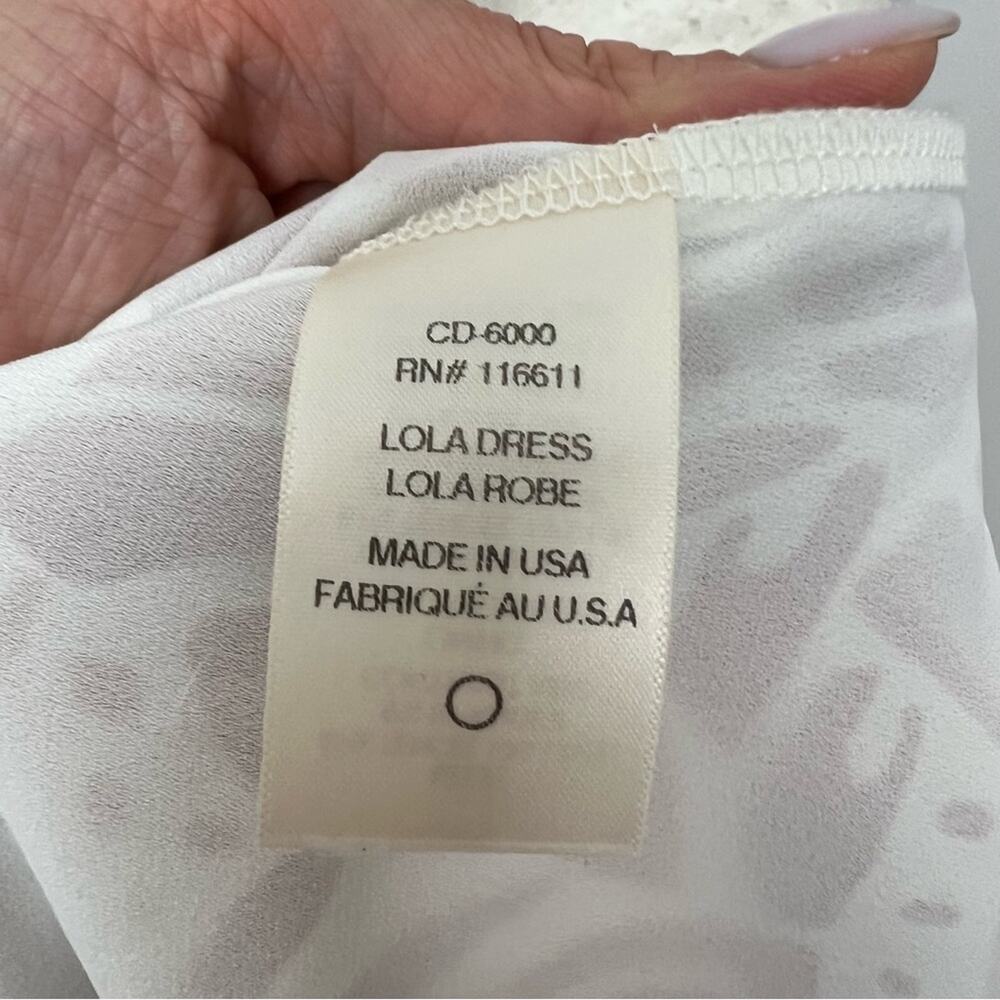 CD-6000
RN# 116611
LOLA DRESS
LOLA ROBE
MADE IN USA
FABRIQUÉ AU U.S.A